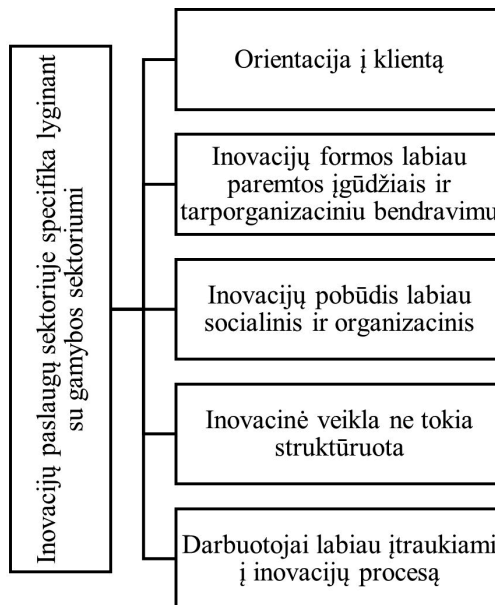 Inovacijų paslaugų sektoriuje specifika lyginant
su gamybos sektoriumi
Orientacija į klientą
Inovacijų formos labiau
paremtos įgūdžiais ir
tarporganizaciniu bendravimu
Inovacijų pobūdis labiau
socialinis ir organizacinis
Inovacinė veikla ne tokia
struktūruota
Darbuotojai labiau įtraukiami
į inovacijų procesą